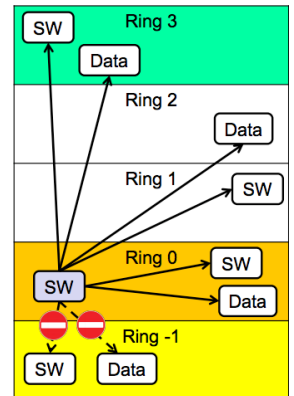 Ring 3
SW
Data
Ring 2
Data
Ring 1
SW
Ring 0
SW
SW
Data
Ring -1
SW
Data